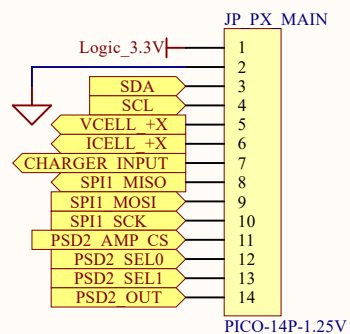 JP_PX_MAIN
Logic_3.3V 1
2
SDA 3
SCL 4
VCELL_+X 5
ICELL_+X 6
CHARGER_INPUT 7
SPI1_MISO 8
SPI1_MOSI 9
SPI1_SCK 10
PSD2_AMP_CS 11
PSD2_SEL0 12
PSD2_SEL1 13
PSD2_OUT 14
PICO-14P-1.25V